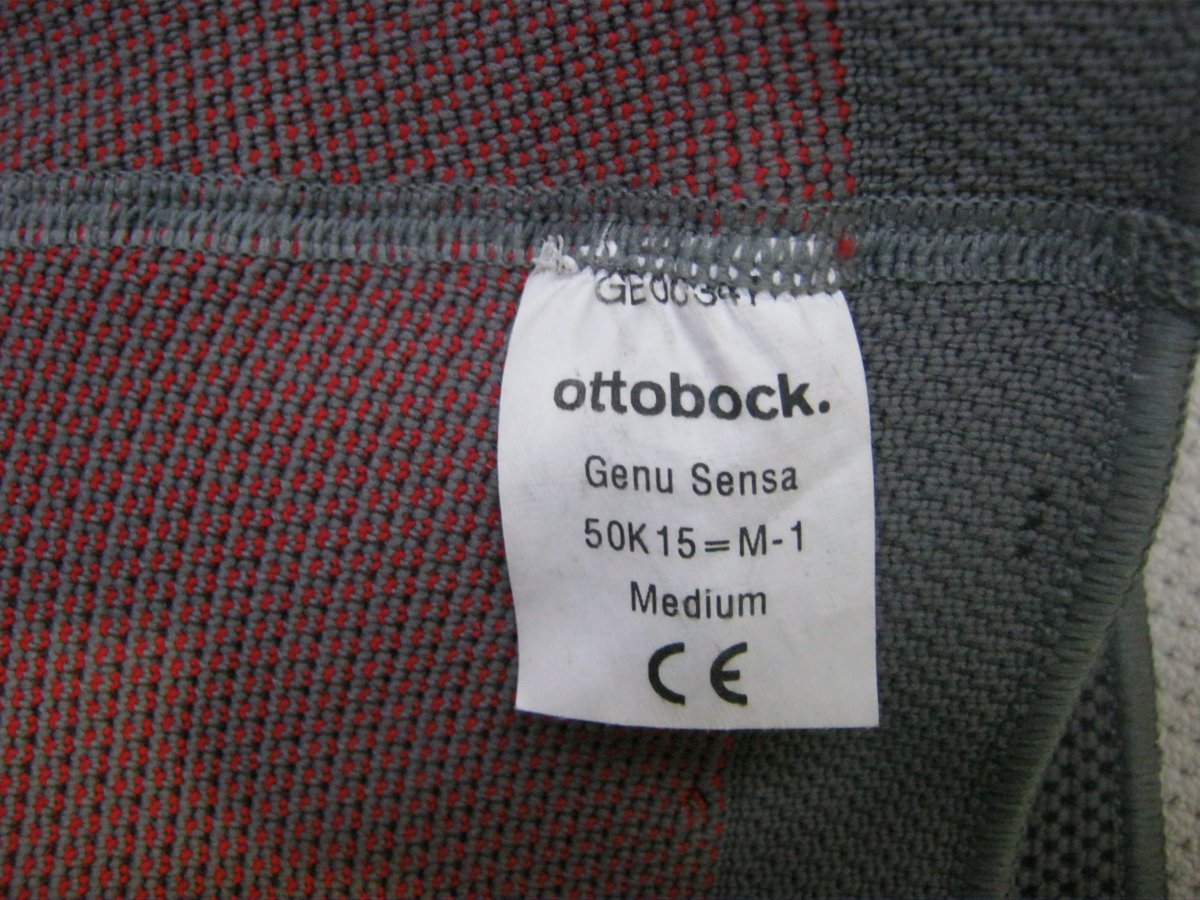 ottobock.
Genu Sensa
50K15=M-1
Medium
CE